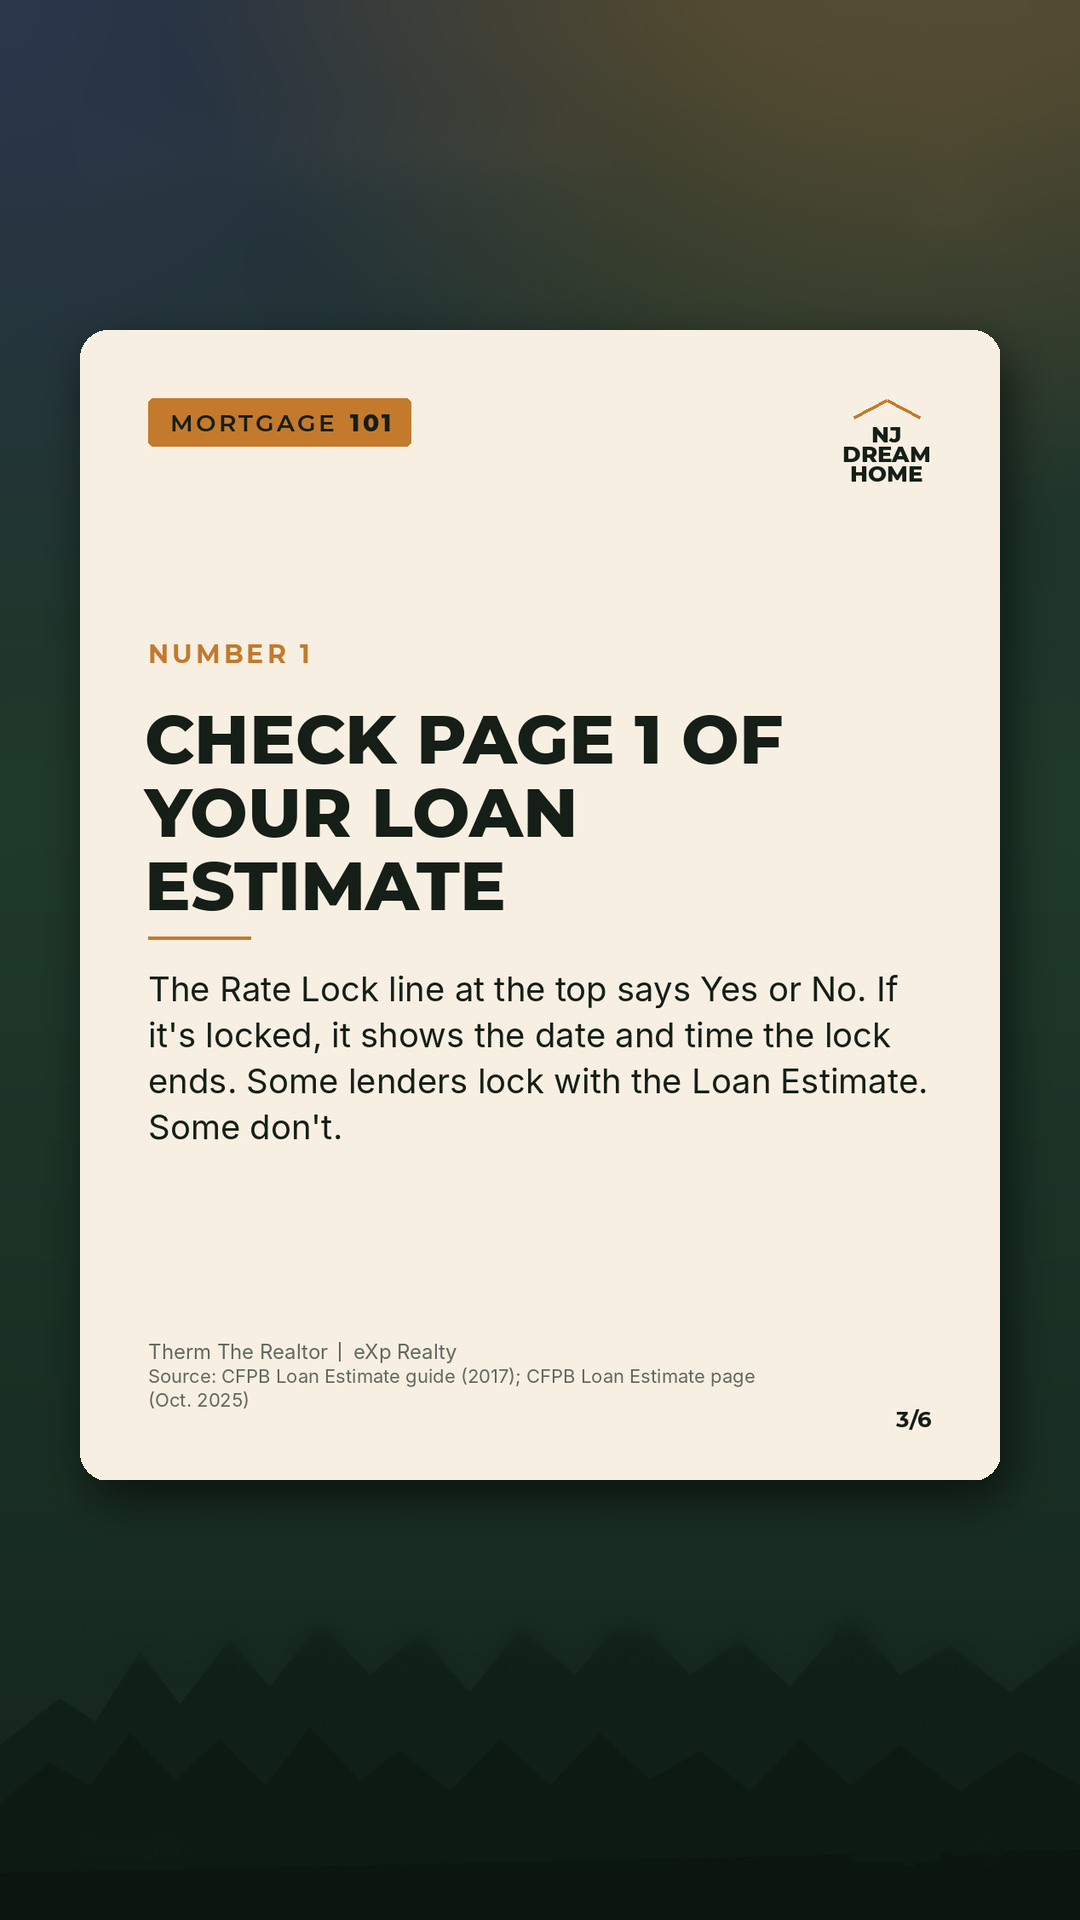 MORTGAGE 101
NJ
DREAM
HOME
NUMBER 1
CHECK PAGE 1 OF
YOUR LOAN
ESTIMATE
The Rate Lock line at the top says Yes or No. If
it's locked, it shows the date and time the lock
ends. Some lenders lock with the Loan Estimate.
Some don't.
Therm The Realtor | eXp Realty
Source: CFPB Loan Estimate guide (2017); CFPB Loan Estimate page
(Oct. 2025)
3/6